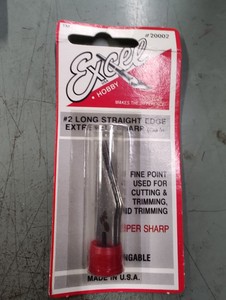 #20002
Excel
• HOBBY
MAKES THE DIFFERENCE
#2 LONG STRAIGHT EDGE
FINE POINT
USED FOR
CUTTING &
TRIMMING,
TRIMMING
SHARP
MADE IN U.S.A.